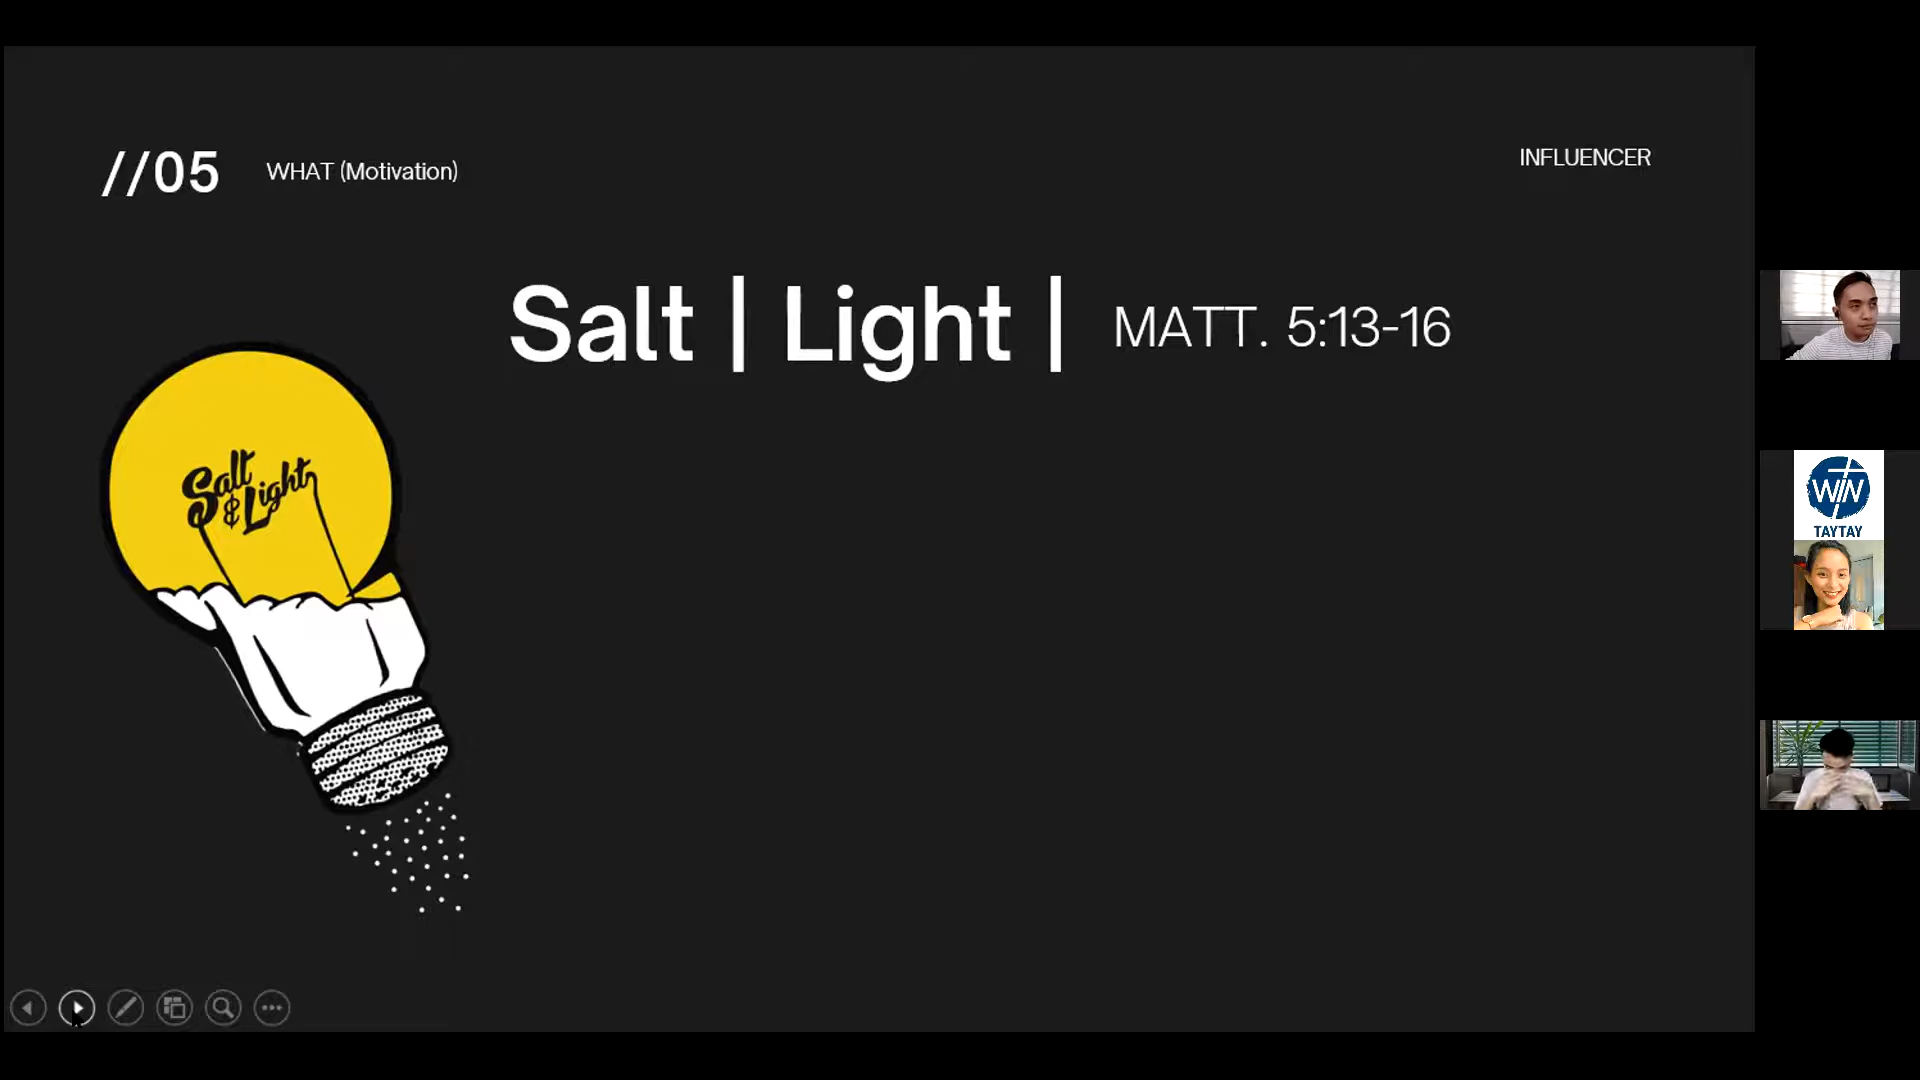 //05 WHAT (Motivation) INFLUENCER
Salt | Light | MATT. 5:13-16
Salt
& Light
WIN
TAYTAY